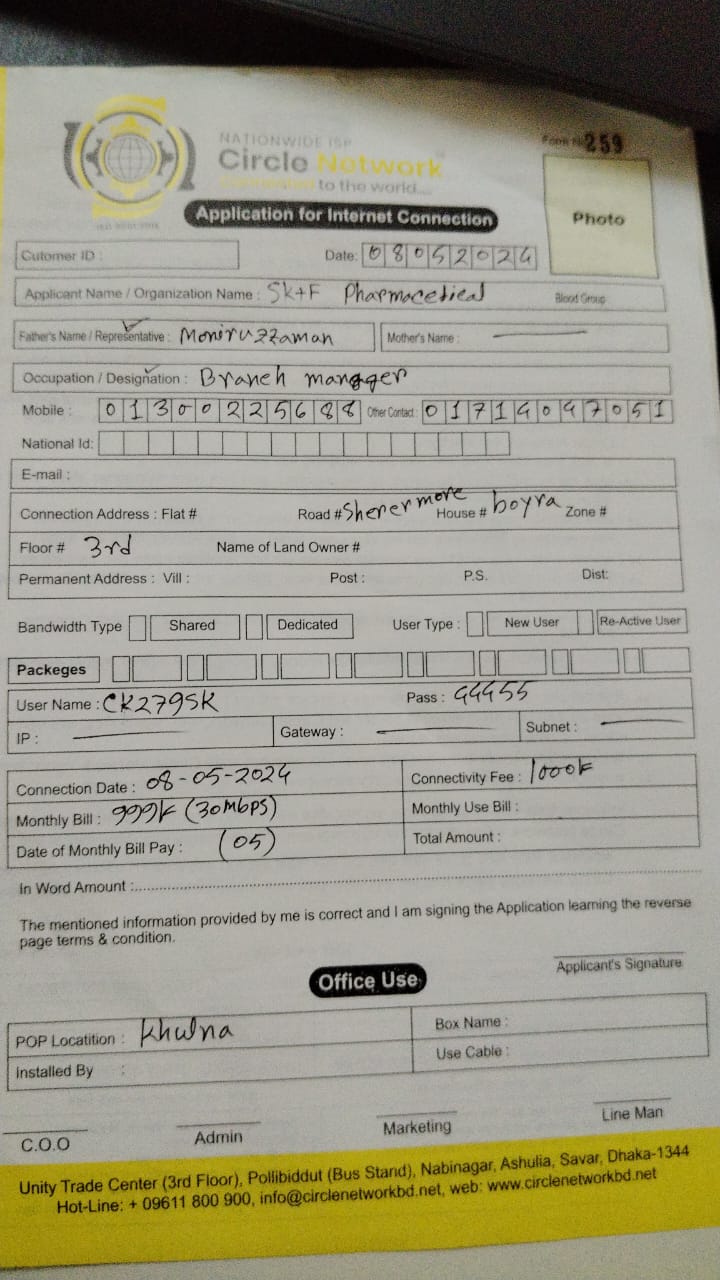 NATIONWIDE ISP
Circle Network
Connected to the world....
Form No 259
Photo
Application for Internet Connection
Cutomer ID :
Date: 08052024
Applicant Name / Organization Name : SK+F Pharmacetical Blood Group
Father's Name / Representative : Moniruzzaman Mother's Name :
Occupation / Designation : Branch manager
Mobile : 01300225688 Other Contact : 01714097051
National Id:
E-mail :
Connection Address : Flat # Road # Sherer more House # boyra Zone #
Floor # 3rd Name of Land Owner #
Permanent Address : Vill : Post : P.S. Dist:
Bandwidth Type Shared Dedicated User Type : New User Re-Active User
Packeges
User Name : CK279SK Pass : 44455
IP : Gateway : Subnet :
Connection Date : 08-05-2024 Connectivity Fee : 1000K
Monthly Bill : 999K (30Mbps) Monthly Use Bill :
Date of Monthly Bill Pay : (05) Total Amount :
In Word Amount :
The mentioned information provided by me is correct and I am signing the Application learning the reverse
page terms & condition.
Applicant's Signature
Office Use
POP Locatition : Khulna Box Name :
Installed By : Use Cable :
C.O.O Admin Marketing Line Man
Unity Trade Center (3rd Floor), Pollibiddut (Bus Stand), Nabinagar, Ashulia, Savar, Dhaka-1344
Hot-Line: + 09611 800 900, info@circlenetworkbd.net, web: www.circlenetworkbd.net